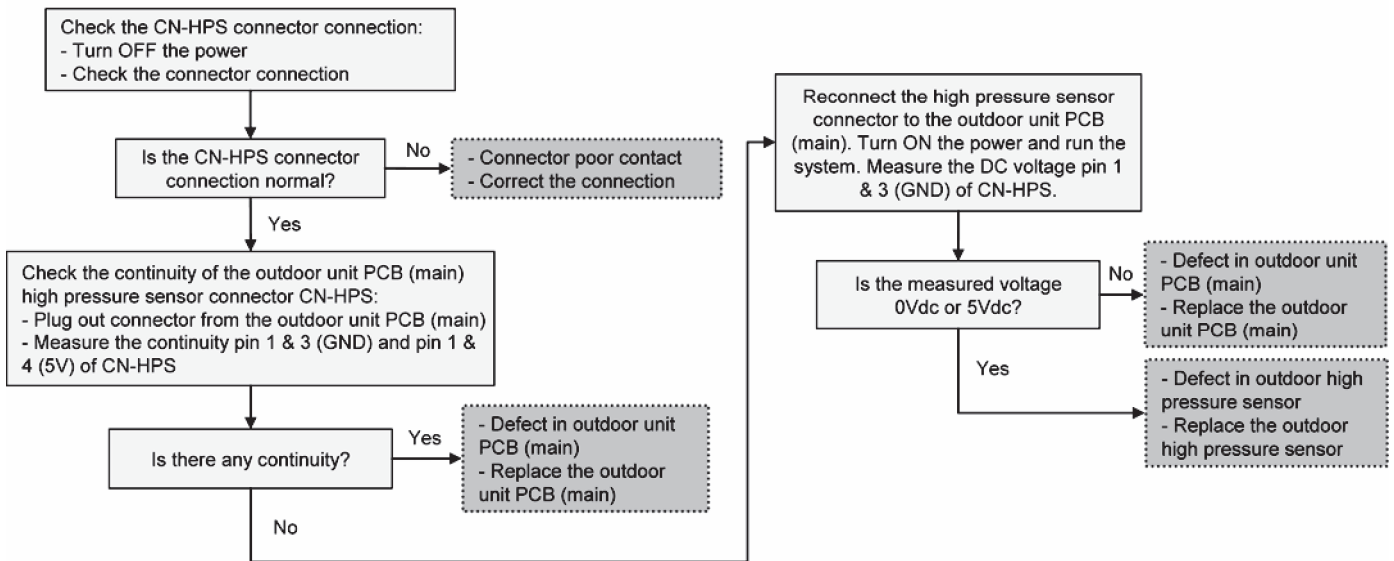 Check the CN-HPS connector connection:
- Turn OFF the power
- Check the connector connection
Is the CN-HPS connector
connection normal?
No
- Connector poor contact
- Correct the connection
Yes
Check the continuity of the outdoor unit PCB (main)
high pressure sensor connector CN-HPS:
- Plug out connector from the outdoor unit PCB (main)
- Measure the continuity pin 1 & 3 (GND) and pin 1 &
4 (5V) of CN-HPS
Is there any continuity?
Yes
- Defect in outdoor unit
PCB (main)
- Replace the outdoor
unit PCB (main)
No
Reconnect the high pressure sensor
connector to the outdoor unit PCB
(main). Turn ON the power and run the
system. Measure the DC voltage pin 1
& 3 (GND) of CN-HPS.
Is the measured voltage
0Vdc or 5Vdc?
No
- Defect in outdoor unit
PCB (main)
- Replace the outdoor
unit PCB (main)
Yes
- Defect in outdoor high
pressure sensor
- Replace the outdoor
high pressure sensor